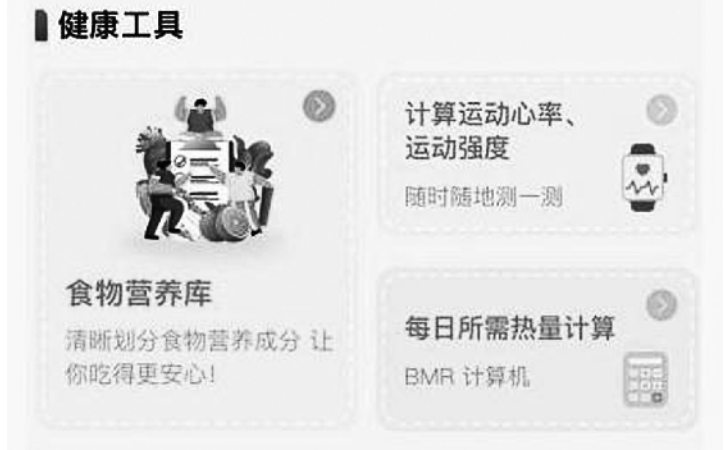 健康工具
食物营养库
清晰划分食物营养成分 让
你吃得更安心!
计算运动心率、
运动强度
随时随地测一测
每日所需热量计算
BMR 计算机